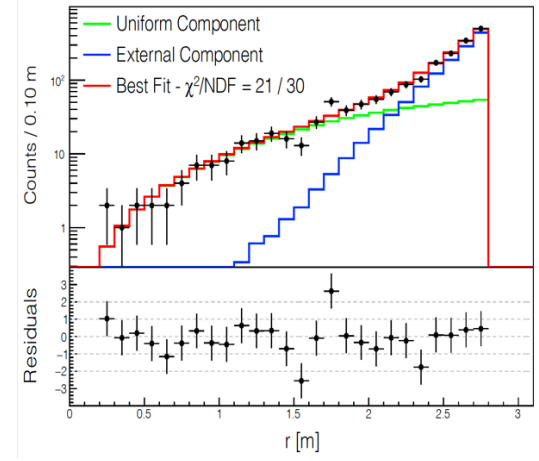 Uniform Component
External Component
Best Fit - χ²/NDF = 21 / 30
Counts / 0.10 m
10²
10
1
Residuals
3
2
1
0
−1
−2
−3
0 0.5 1 1.5 2 2.5 3
r [m]